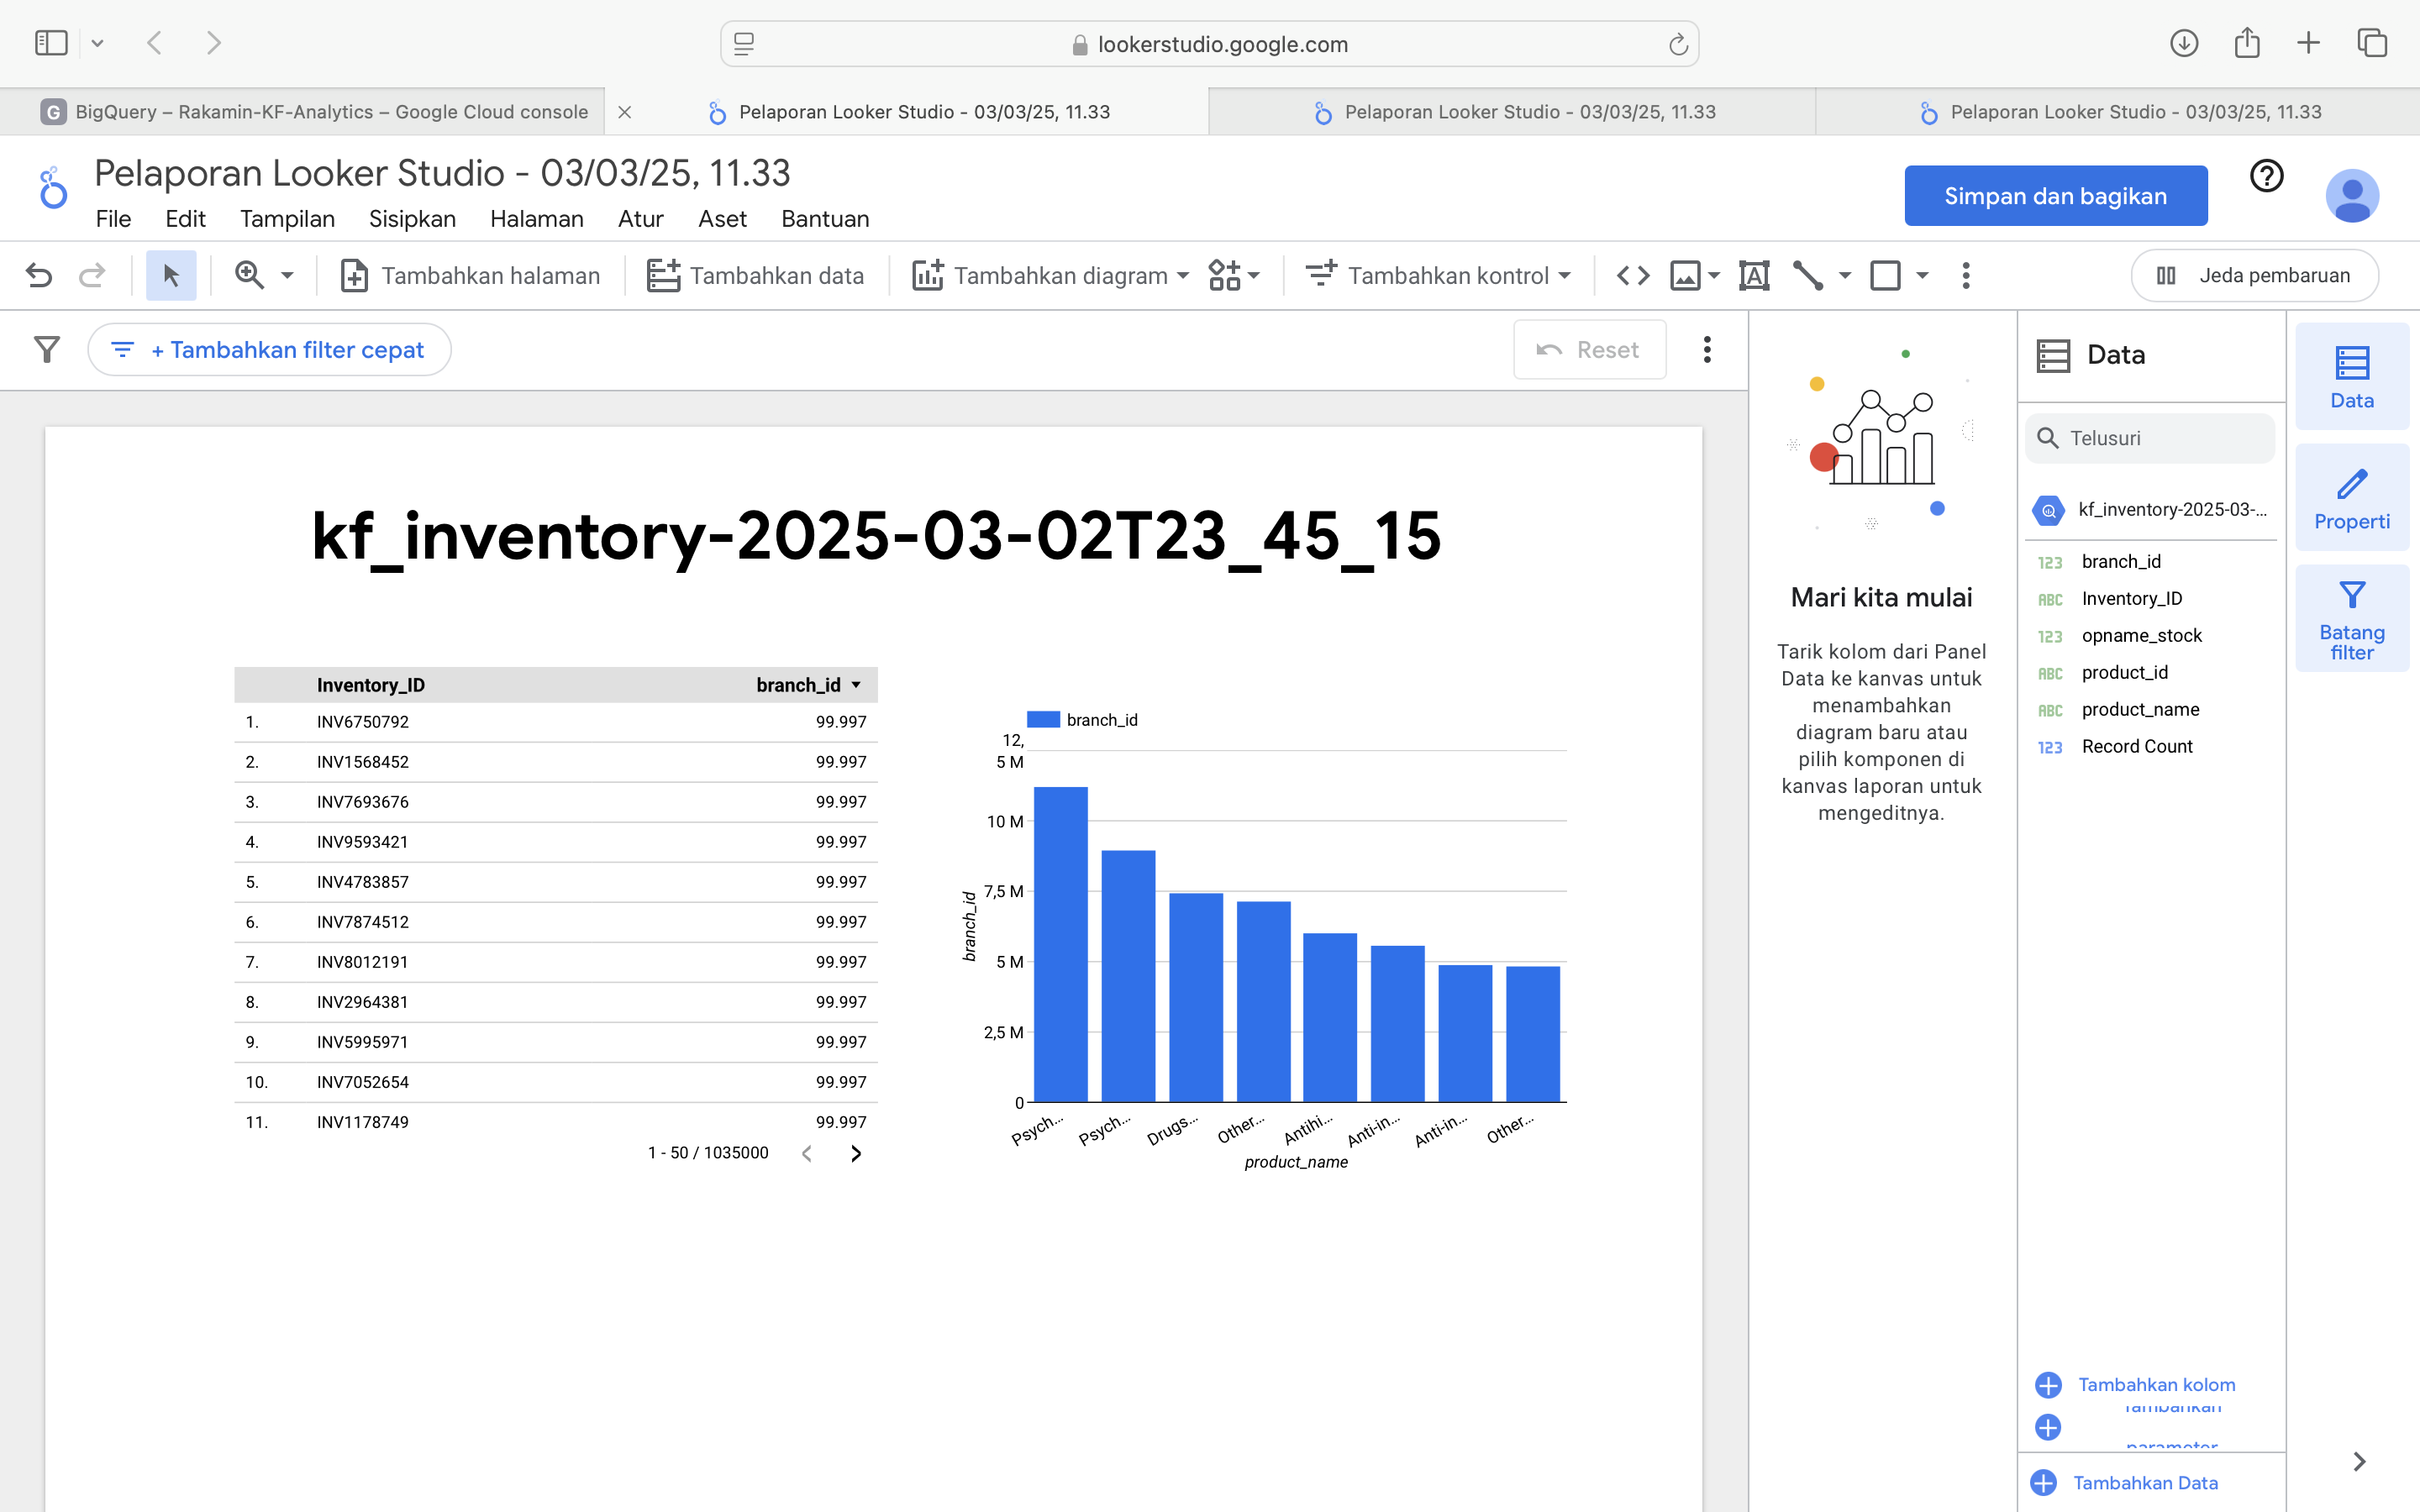 lookerstudio.google.com
G BigQuery – Rakamin-KF-Analytics – Google Cloud console
Pelaporan Looker Studio - 03/03/25, 11.33
Pelaporan Looker Studio - 03/03/25, 11.33
Pelaporan Looker Studio - 03/03/25, 11.33
Pelaporan Looker Studio - 03/03/25, 11.33
File Edit Tampilan Sisipkan Halaman Atur Aset Bantuan
Simpan dan bagikan
Tambahkan halaman
Tambahkan data
Tambahkan diagram
Tambahkan kontrol
Jeda pembaruan
+ Tambahkan filter cepat
Reset
kf_inventory-2025-03-02T23_45_15
Inventory_ID branch_id
1. INV6750792 99.997
2. INV1568452 99.997
3. INV7693676 99.997
4. INV9593421 99.997
5. INV4783857 99.997
6. INV7874512 99.997
7. INV8012191 99.997
8. INV2964381 99.997
9. INV5995971 99.997
10. INV7052654 99.997
11. INV1178749 99.997
1 - 50 / 1035000
branch_id
12,
5 M
10 M
7,5 M
5 M
2,5 M
0
branch_id
Psych... Psych... Drugs... Other... Antihi... Anti-in... Anti-in... Other...
product_name
Mari kita mulai
Tarik kolom dari Panel
Data ke kanvas untuk
menambahkan
diagram baru atau
pilih komponen di
kanvas laporan untuk
mengeditnya.
Data
Telusuri
kf_inventory-2025-03-...
123 branch_id
ABC Inventory_ID
123 opname_stock
ABC product_id
ABC product_name
123 Record Count
Tambahkan kolom
Tambahkan
parameter
Tambahkan Data
Data
Properti
Batang
filter